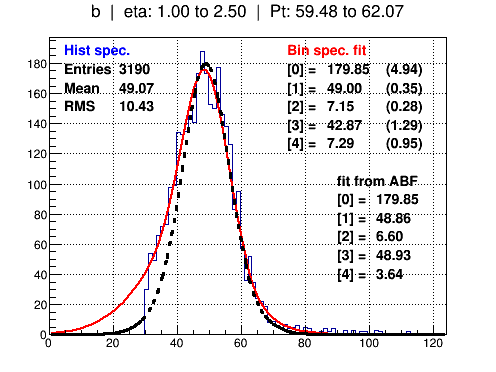 b | eta: 1.00 to 2.50 | Pt: 59.48 to 62.07
Hist spec.
Entries 3190
Mean 49.07
RMS 10.43
Bin spec. fit
[0] = 179.85 (4.94)
[1] = 49.00 (0.35)
[2] = 7.15 (0.28)
[3] = 42.87 (1.29)
[4] = 7.29 (0.95)
fit from ABF
[0] = 179.85
[1] = 48.86
[2] = 6.60
[3] = 48.93
[4] = 3.64
180
160
140
120
100
80
60
40
20
0
0 20 40 60 80 100 120